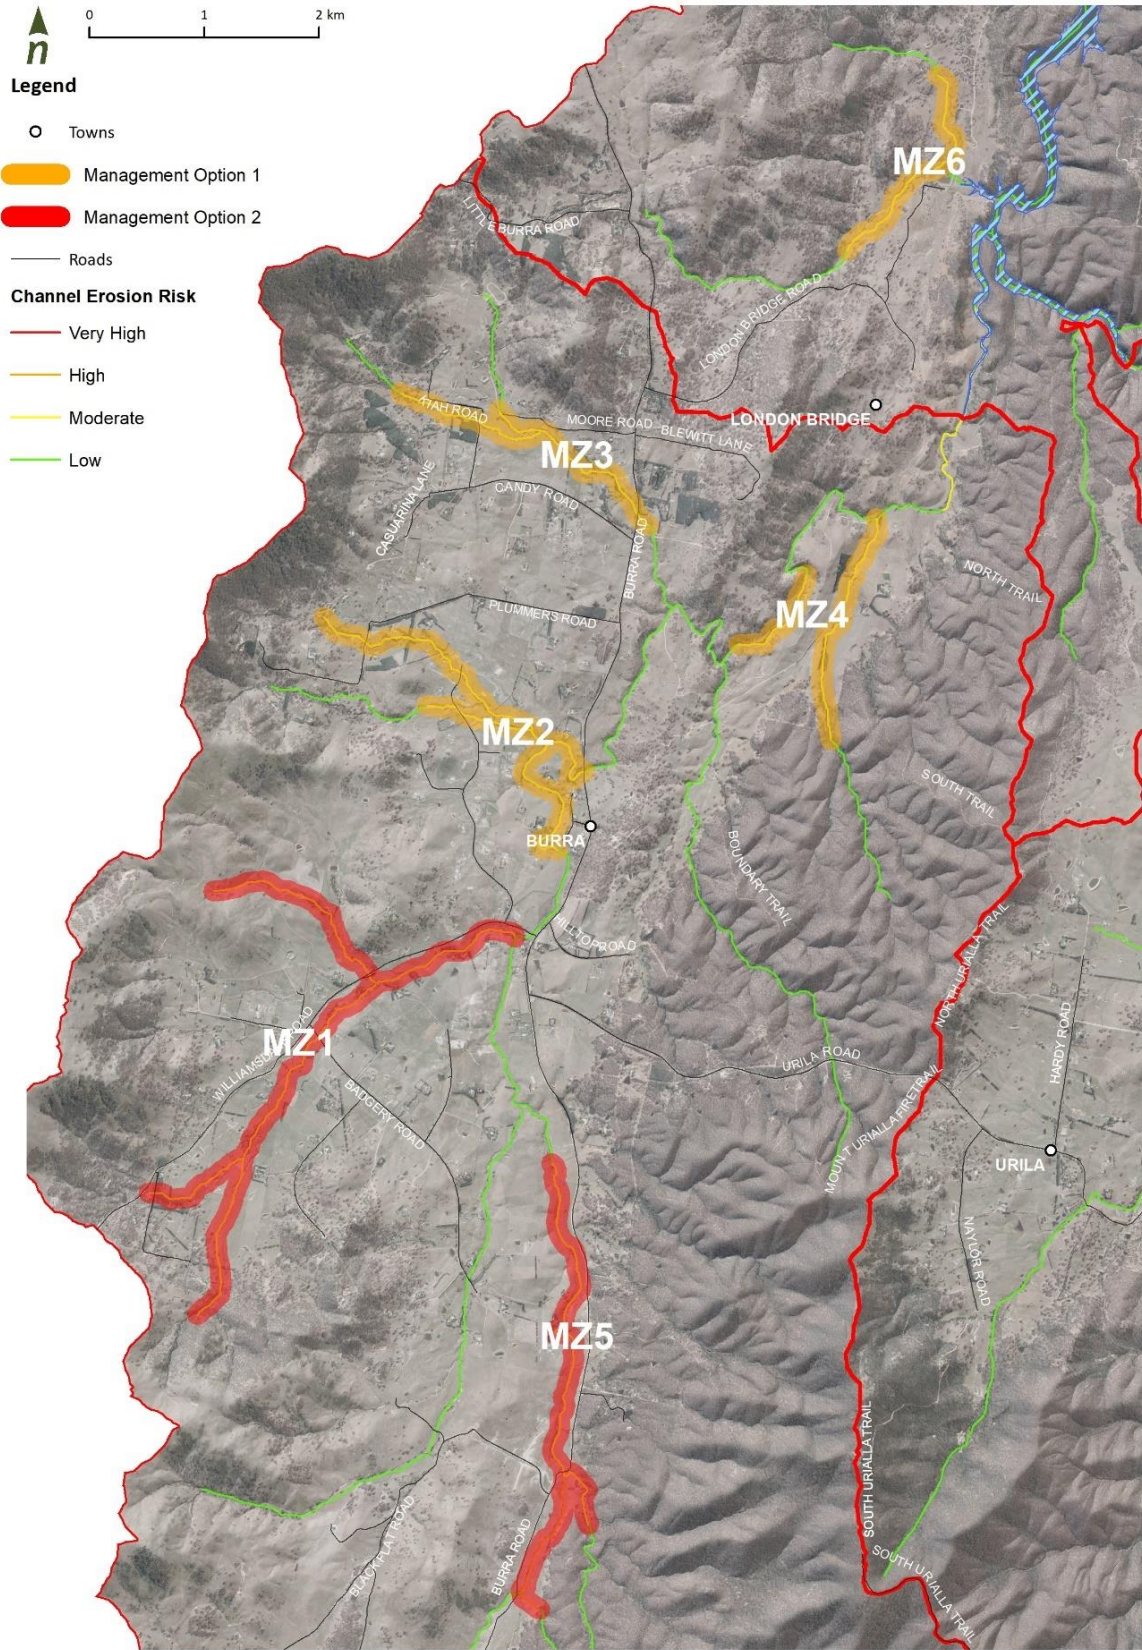 n
0 1 2 km
Legend
Towns
Management Option 1
Management Option 2
Roads
Channel Erosion Risk
Very High
High
Moderate
Low
MZ6
LITTLE BURRA ROAD
LONDON BRIDGE ROAD
LONDON BRIDGE
MOORE ROAD
BLEWITT LANE
MZ3
CANDY ROAD
CASUARINA LANE
BURRA ROAD
NORTH TRAIL
PLUMMERS ROAD
MZ4
MZ2
SOUTH TRAIL
BURRA
BOUNDARY TRAIL
HILLTOP ROAD
NORTH URIALLA TRAIL
MZ1
URILA ROAD
HARDY ROAD
BADGERY ROAD
MOUNT URIALLA FIRETRAIL
URILA
NAYLOR ROAD
MZ5
SOUTH URIALLA TRAIL
BLACK FLAT ROAD
BURRA ROAD
SOUTH URIALLA TRAIL